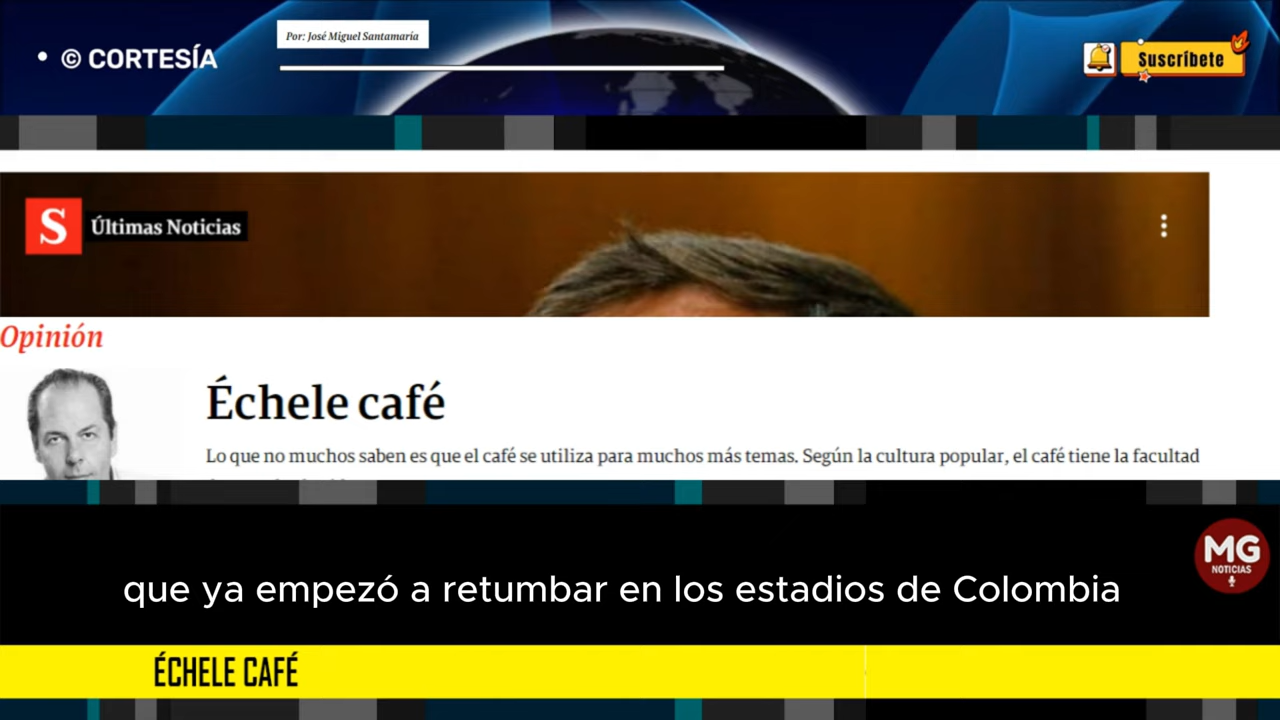 • © CORTESÍA
Por: José Miguel Santamaría
Suscríbete
S Últimas Noticias
Opinión
Échele café
Lo que no muchos saben es que el café se utiliza para muchos más temas. Según la cultura popular, el café tiene la facultad
MG
NOTICIAS
que ya empezó a retumbar en los estadios de Colombia
ÉCHELE CAFÉ